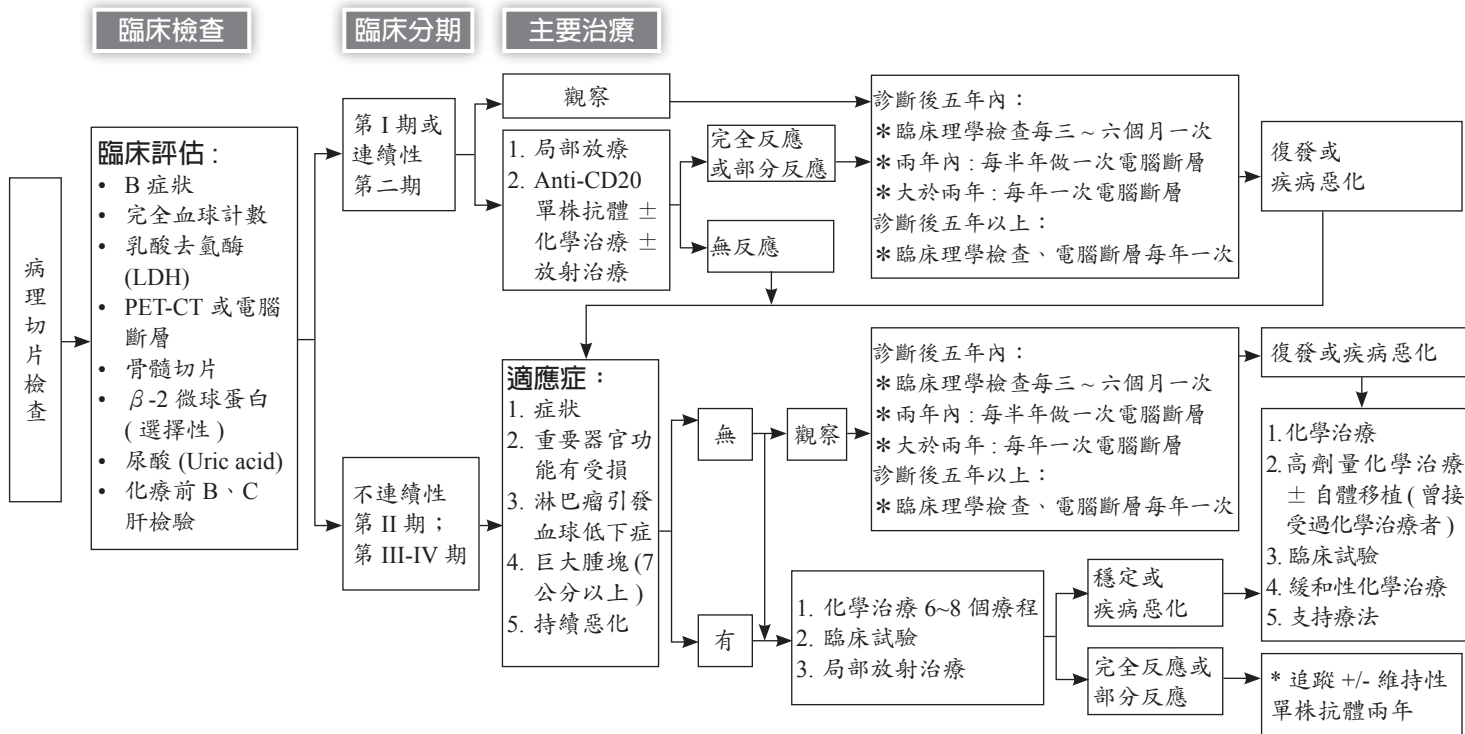 臨床檢查
臨床分期
主要治療
病
理
切
片
檢
查
臨床評估：
• B 症狀
• 完全血球計數
• 乳酸去氫酶
(LDH)
• PET-CT 或電腦
斷層
• 骨髓切片
• β-2 微球蛋白
( 選擇性 )
• 尿酸 (Uric acid)
• 化療前 B、C
肝檢驗
第 I 期或
連續性
第二期
觀察
1. 局部放療
2. Anti-CD20
單株抗體 ±
化學治療 ±
放射治療
完全反應
或部分反應
無反應
診斷後五年內：
＊臨床理學檢查每三 ~ 六個月一次
＊兩年內 : 每半年做一次電腦斷層
＊大於兩年 : 每年一次電腦斷層
診斷後五年以上：
＊臨床理學檢查、電腦斷層每年一次
復發或
疾病惡化
不連續性
第 II 期；
第 III-IV 期
適應症：
1. 症狀
2. 重要器官功
能有受損
3. 淋巴瘤引發
血球低下症
4. 巨大腫塊 (7
公分以上 )
5. 持續惡化
無
觀察
診斷後五年內：
＊臨床理學檢查每三 ~ 六個月一次
＊兩年內 : 每半年做一次電腦斷層
＊大於兩年 : 每年一次電腦斷層
診斷後五年以上：
＊臨床理學檢查、電腦斷層每年一次
復發或疾病惡化
有
1. 化學治療 6~8 個療程
2. 臨床試驗
3. 局部放射治療
穩定或
疾病惡化
1.化學治療
2.高劑量化學治療
± 自體移植 ( 曾接
受過化學治療者 )
3. 臨床試驗
4. 緩和性化學治療
5. 支持療法
完全反應或
部分反應
* 追蹤 +/- 維持性
單株抗體兩年